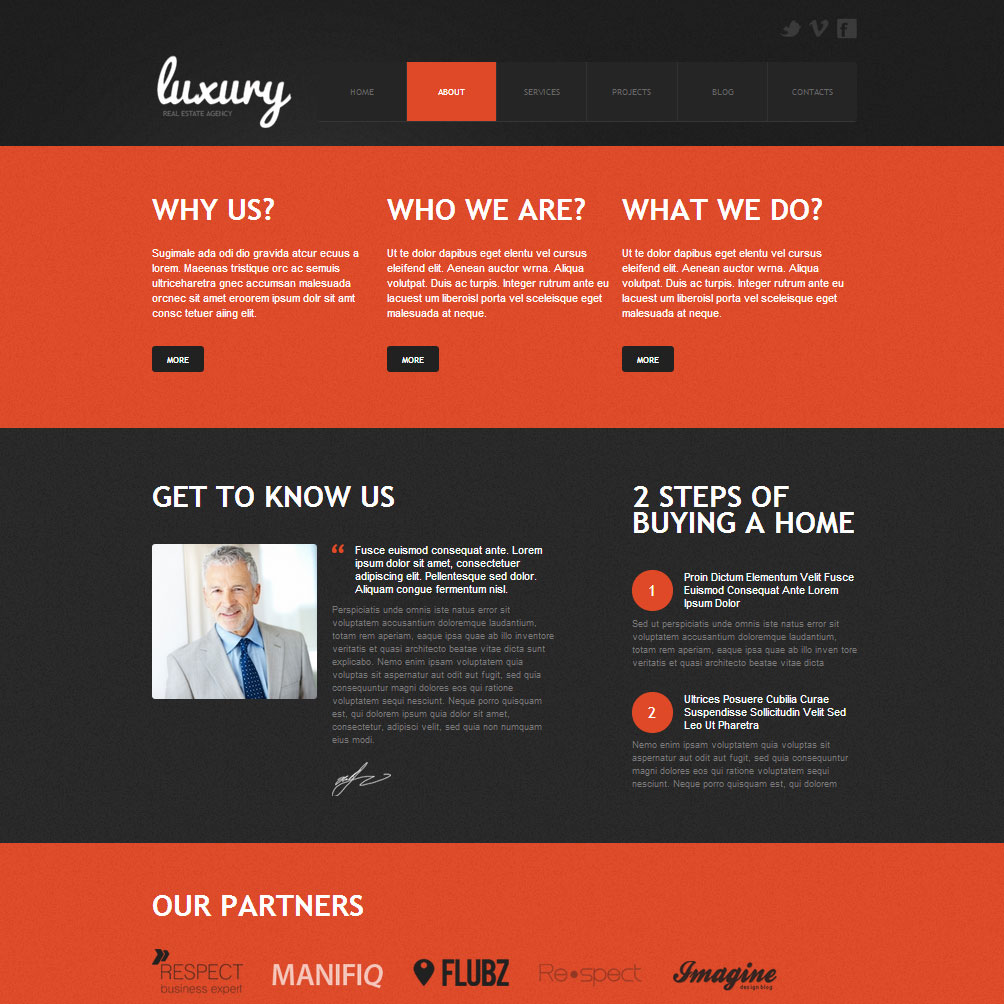 luxury
REAL ESTATE AGENCY
HOME
ABOUT
SERVICES
PROJECTS
BLOG
CONTACTS
WHY US?
Sugimale ada odi dio gravida atcur ecuus a
lorem. Maeenas tristique orc ac semuis
ultriceharetra gnec accumsan malesuada
orcnec sit amet eroorem ipsum dolr sit amt
consc tetuer aiing elit.
MORE
WHO WE ARE?
Ut te dolor dapibus eget elentu vel cursus
eleifend elit. Aenean auctor wrna. Aliqua
volutpat. Duis ac turpis. Integer rutrum ante eu
lacuest um liberoisl porta vel sceleisque eget
malesuada at neque.
MORE
WHAT WE DO?
Ut te dolor dapibus eget elentu vel cursus
eleifend elit. Aenean auctor wrna. Aliqua
volutpat. Duis ac turpis. Integer rutrum ante eu
lacuest um liberoisl porta vel sceleisque eget
malesuada at neque.
MORE
GET TO KNOW US
“ Fusce euismod consequat ante. Lorem
ipsum dolor sit amet, consectetuer
adipiscing elit. Pellentesque sed dolor.
Aliquam congue fermentum nisl.
Perspiciatis unde omnis iste natus error sit
voluptatem accusantium doloremque laudantium,
totam rem aperiam, eaque ipsa quae ab illo inventore
veritatis et quasi architecto beatae vitae dicta sunt
explicabo. Nemo enim ipsam voluptatem quia
voluptas sit aspernatur aut odit aut fugit, sed quia
consequuntur magni dolores eos qui ratione
voluptatem sequi nesciunt. Neque porro quisquam
est, qui dolorem ipsum quia dolor sit amet,
consectetur, adipisci velit, sed quia non numquam
eius modi.
2 STEPS OF
BUYING A HOME
1
Proin Dictum Elementum Velit Fusce
Euismod Consequat Ante Lorem
Ipsum Dolor
Sed ut perspiciatis unde omnis iste natus error sit
voluptatem accusantium doloremque laudantium,
totam rem aperiam, eaque ipsa quae ab illo inven tore
veritatis et quasi architecto beatae vitae dicta
2
Ultrices Posuere Cubilia Curae
Suspendisse Sollicitudin Velit Sed
Leo Ut Pharetra
Nemo enim ipsam voluptatem quia voluptas sit
aspernatur aut odit aut fugit, sed quia consequuntur
magni dolores eos qui ratione voluptatem sequi
nesciunt. Neque porro quisquam est, qui dolorem
OUR PARTNERS
RESPECT
business expert
MANIFIQ
FLUBZ
Re•spect
Imagine
design blog